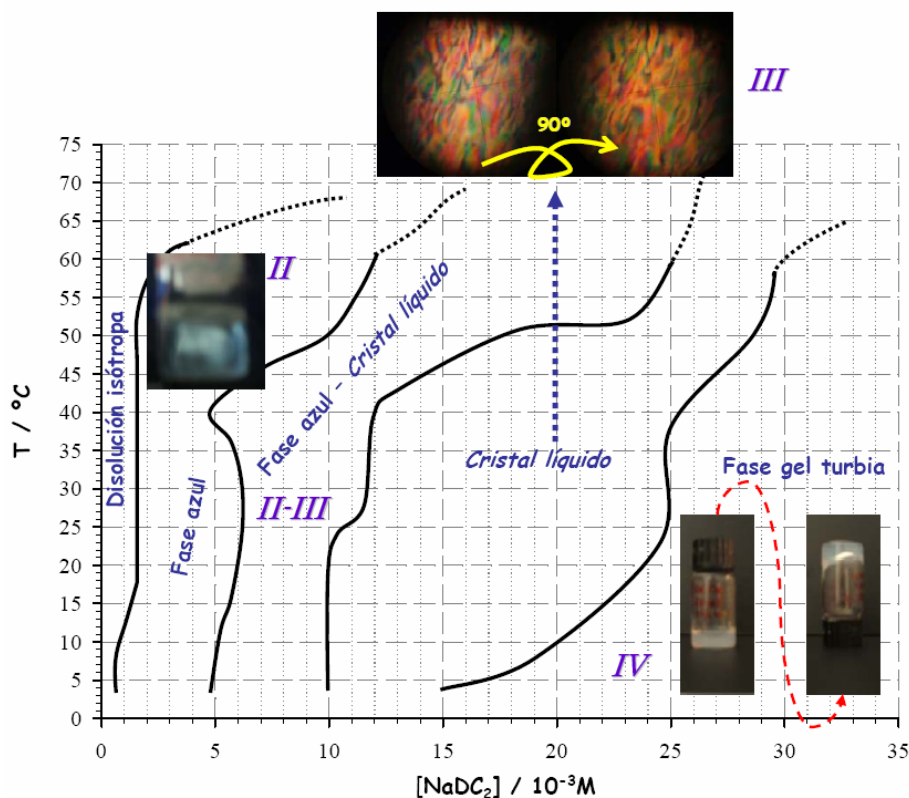 III
90º
75
70
65
60
55
50
45
40
35
30
25
20
15
10
5
0
T / °C
II
Disolución isótropa
Fase azul
Fase azul - Cristal líquido
II-III
Cristal líquido
Fase gel turbia
IV
0 5 10 15 20 25 30 35
[NaDC₂] / 10⁻³M